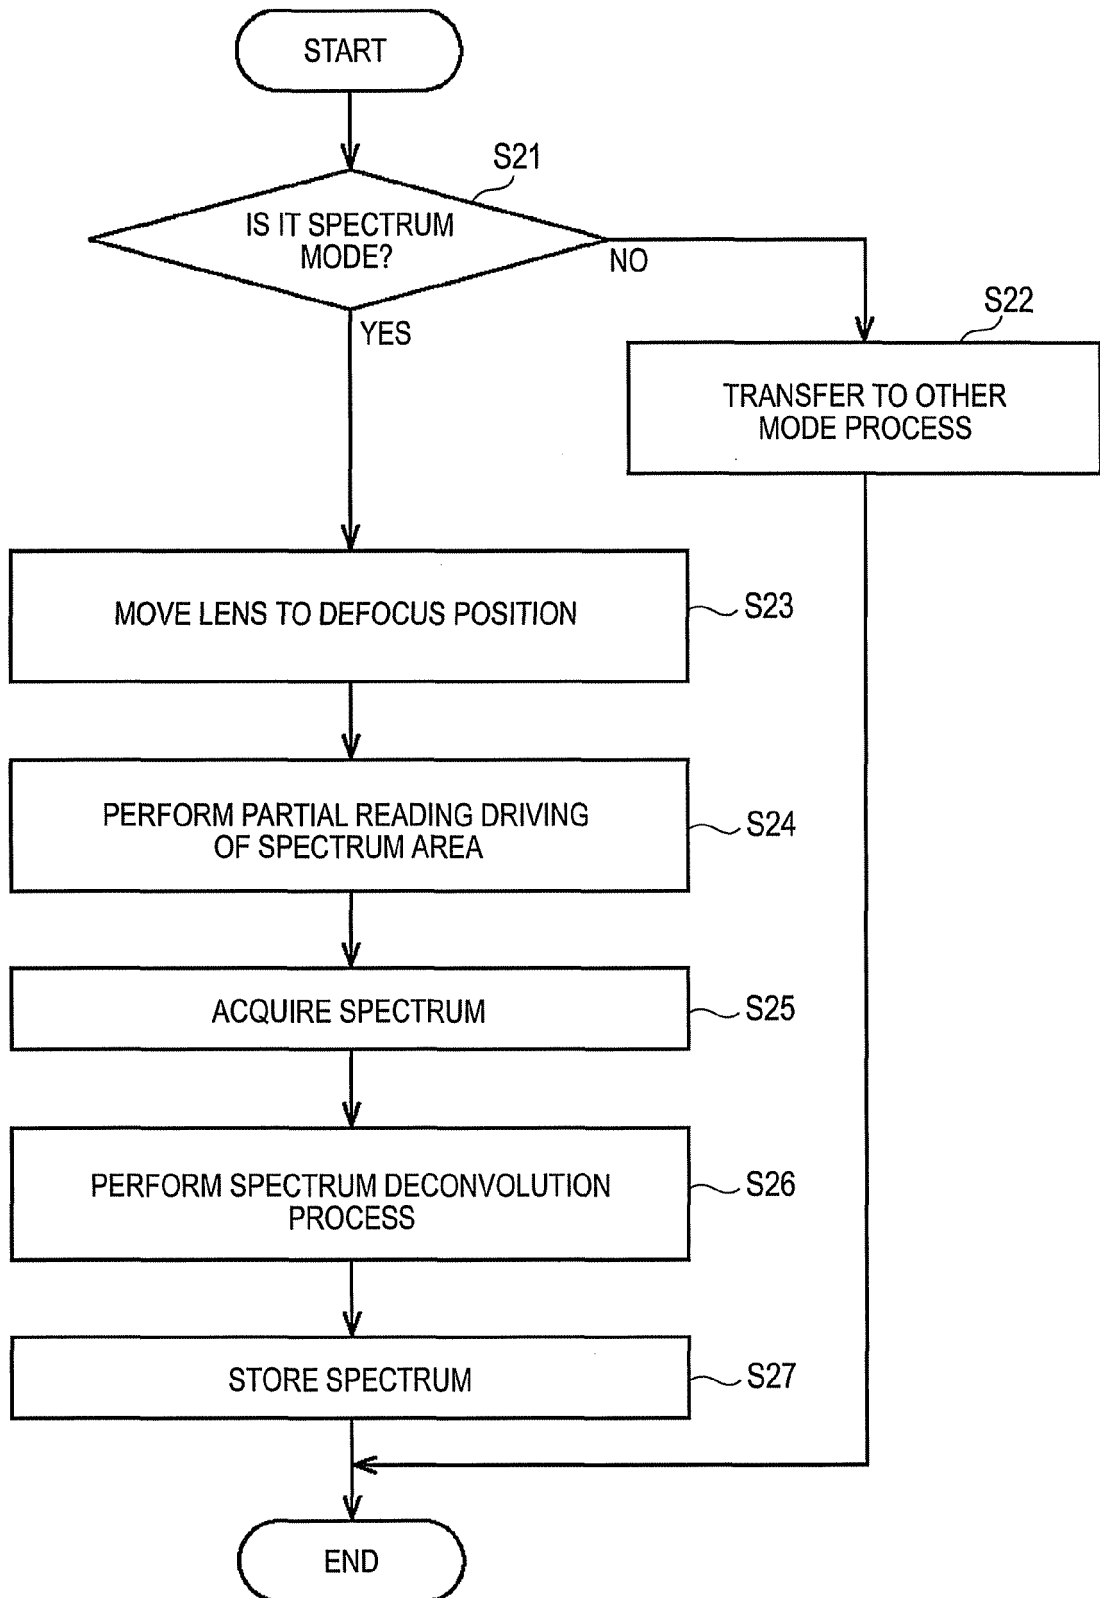 START
S21
IS IT SPECTRUM
MODE?
NO
YES
S22
TRANSFER TO OTHER
MODE PROCESS
MOVE LENS TO DEFOCUS POSITION
S23
PERFORM PARTIAL READING DRIVING
OF SPECTRUM AREA
S24
ACQUIRE SPECTRUM
S25
PERFORM SPECTRUM DECONVOLUTION
PROCESS
S26
STORE SPECTRUM
S27
END